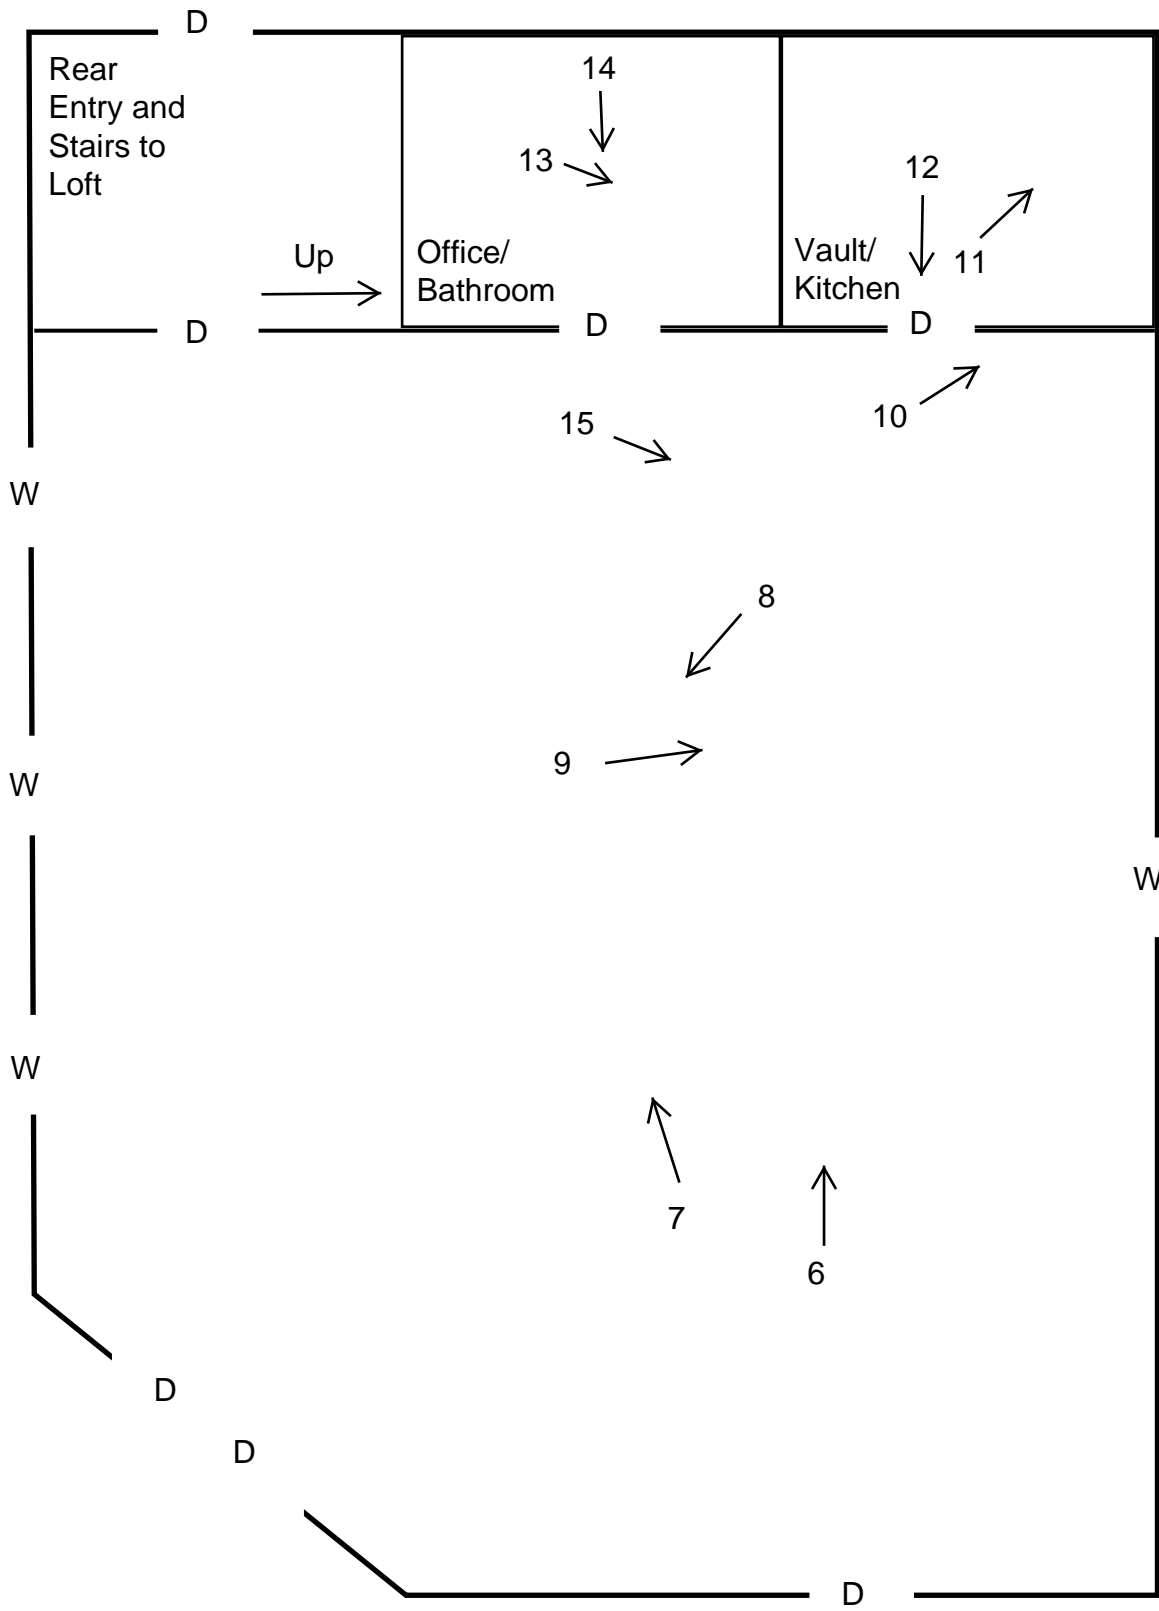 D
Rear
Entry and
Stairs to
Loft
14
13
12
11
Up
Office/
Bathroom
Vault/
Kitchen
D
D
D
15
10
W
8
9
W
W
W
7
6
D
D
D